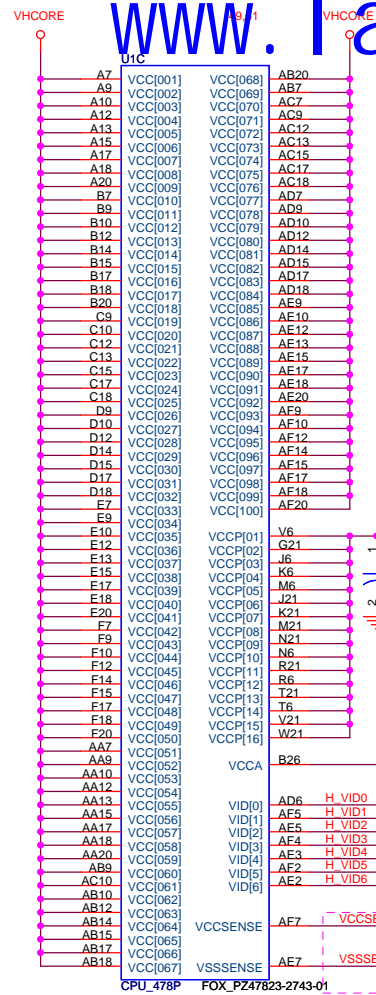 www.
VHCORE 49,51 VHCORE
U1C
A7 VCC[001] VCC[068] AB20
A9 VCC[002] VCC[069] AB7
A10 VCC[003] VCC[070] AC7
A12 VCC[004] VCC[071] AC9
A13 VCC[005] VCC[072] AC12
A15 VCC[006] VCC[073] AC13
A17 VCC[007] VCC[074] AC15
A18 VCC[008] VCC[075] AC17
A20 VCC[009] VCC[076] AC18
B7 VCC[010] VCC[077] AD7
B9 VCC[011] VCC[078] AD9
B10 VCC[012] VCC[079] AD10
B12 VCC[013] VCC[080] AD12
B14 VCC[014] VCC[081] AD14
B15 VCC[015] VCC[082] AD15
B17 VCC[016] VCC[083] AD17
B18 VCC[017] VCC[084] AD18
B20 VCC[018] VCC[085] AE9
C9 VCC[019] VCC[086] AE10
C10 VCC[020] VCC[087] AE12
C12 VCC[021] VCC[088] AE13
C13 VCC[022] VCC[089] AE15
C15 VCC[023] VCC[090] AE17
C17 VCC[024] VCC[091] AE18
C18 VCC[025] VCC[092] AE20
D9 VCC[026] VCC[093] AF9
D10 VCC[027] VCC[094] AF10
D12 VCC[028] VCC[095] AF12
D14 VCC[029] VCC[096] AF14
D15 VCC[030] VCC[097] AF15
D17 VCC[031] VCC[098] AF17
D18 VCC[032] VCC[099] AF18
E7 VCC[033] VCC[100] AF20
E9 VCC[034]
E10 VCC[035] VCCP[01] V6
E12 VCC[036] VCCP[02] G21
E13 VCC[037] VCCP[03] J6
E15 VCC[038] VCCP[04] K6
E17 VCC[039] VCCP[05] M6
E18 VCC[040] VCCP[06] J21
E20 VCC[041] VCCP[07] K21
F7 VCC[042] VCCP[08] M21
F9 VCC[043] VCCP[09] N21
F10 VCC[044] VCCP[10] N6
F12 VCC[045] VCCP[11] R21
F14 VCC[046] VCCP[12] R6
F15 VCC[047] VCCP[13] T21
F17 VCC[048] VCCP[14] T6
F18 VCC[049] VCCP[15] V21
F20 VCC[050] VCCP[16] W21
AA7 VCC[051]
AA9 VCC[052] VCCA B26
AA10 VCC[053]
AA12 VCC[054]
AA13 VCC[055] VID[0] AD6 H_VID0
AA15 VCC[056] VID[1] AF5 H_VID1
AA17 VCC[057] VID[2] AE5 H_VID2
AA18 VCC[058] VID[3] AF4 H_VID3
AA20 VCC[059] VID[4] AE3 H_VID4
AB9 VCC[060] VID[5] AF2 H_VID5
AC10 VCC[061] VID[6] AE2 H_VID6
AB10 VCC[062]
AB12 VCC[063]
AB14 VCC[064] VCCSENSE AF7
AB15 VCC[065]
AB17 VCC[066]
AB18 VCC[067] VSSSENSE AE7
CPU_478P FOX_PZ47823-2743-01
1
2